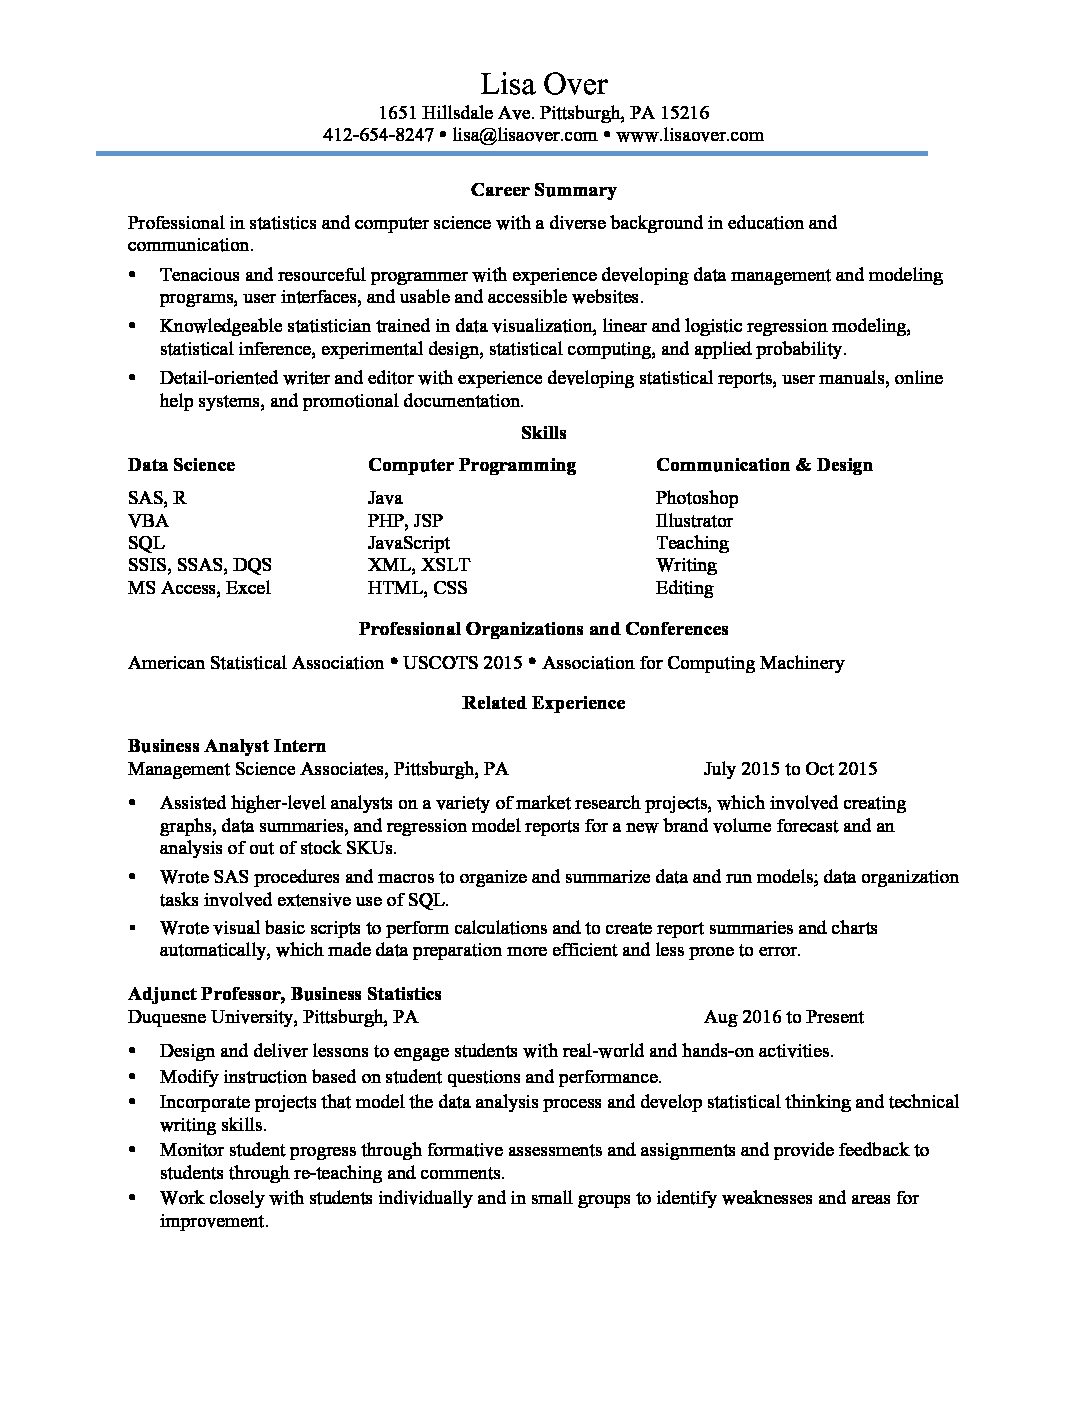 Lisa Over
1651 Hillsdale Ave. Pittsburgh, PA 15216
412-654-8247 • lisa@lisaover.com • www.lisaover.com
Career Summary
Professional in statistics and computer science with a diverse background in education and
communication.
• Tenacious and resourceful programmer with experience developing data management and modeling
programs, user interfaces, and usable and accessible websites.
• Knowledgeable statistician trained in data visualization, linear and logistic regression modeling,
statistical inference, experimental design, statistical computing, and applied probability.
• Detail-oriented writer and editor with experience developing statistical reports, user manuals, online
help systems, and promotional documentation.
Skills
Data Science Computer Programming Communication & Design
SAS, R Java Photoshop
VBA PHP, JSP Illustrator
SQL JavaScript Teaching
SSIS, SSAS, DQS XML, XSLT Writing
MS Access, Excel HTML, CSS Editing
Professional Organizations and Conferences
American Statistical Association • USCOTS 2015 • Association for Computing Machinery
Related Experience
Business Analyst Intern
Management Science Associates, Pittsburgh, PA July 2015 to Oct 2015
• Assisted higher-level analysts on a variety of market research projects, which involved creating
graphs, data summaries, and regression model reports for a new brand volume forecast and an
analysis of out of stock SKUs.
• Wrote SAS procedures and macros to organize and summarize data and run models; data organization
tasks involved extensive use of SQL.
• Wrote visual basic scripts to perform calculations and to create report summaries and charts
automatically, which made data preparation more efficient and less prone to error.
Adjunct Professor, Business Statistics
Duquesne University, Pittsburgh, PA Aug 2016 to Present
• Design and deliver lessons to engage students with real-world and hands-on activities.
• Modify instruction based on student questions and performance.
• Incorporate projects that model the data analysis process and develop statistical thinking and technical
writing skills.
• Monitor student progress through formative assessments and assignments and provide feedback to
students through re-teaching and comments.
• Work closely with students individually and in small groups to identify weaknesses and areas for
improvement.